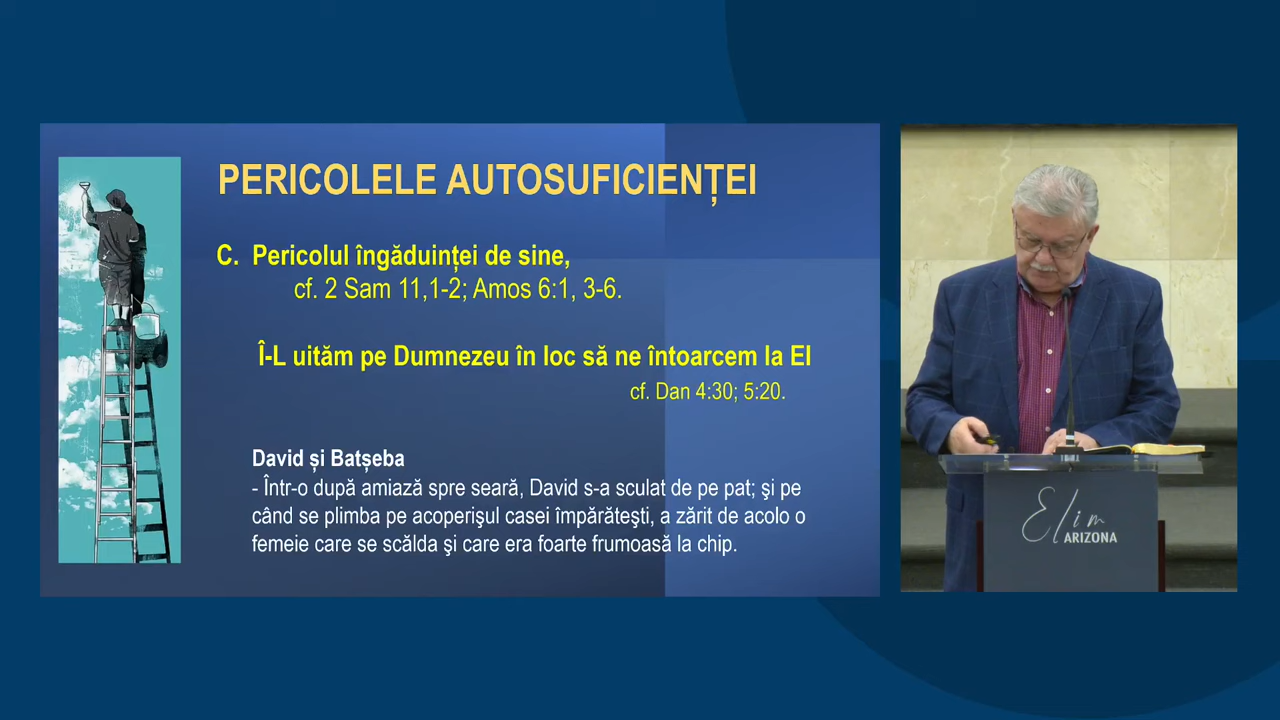 PERICOLELE AUTOSUFICIENȚEI
C. Pericolul îngăduinței de sine,
cf. 2 Sam 11,1-2; Amos 6:1, 3-6.
Î-L uităm pe Dumnezeu în loc să ne întoarcem la El
cf. Dan 4:30; 5:20.
David și Batșeba
- Într-o după amiază spre seară, David s-a sculat de pe pat; şi pe
când se plimba pe acoperişul casei împărăteşti, a zărit de acolo o
femeie care se scălda şi care era foarte frumoasă la chip.
Elim
ARIZONA